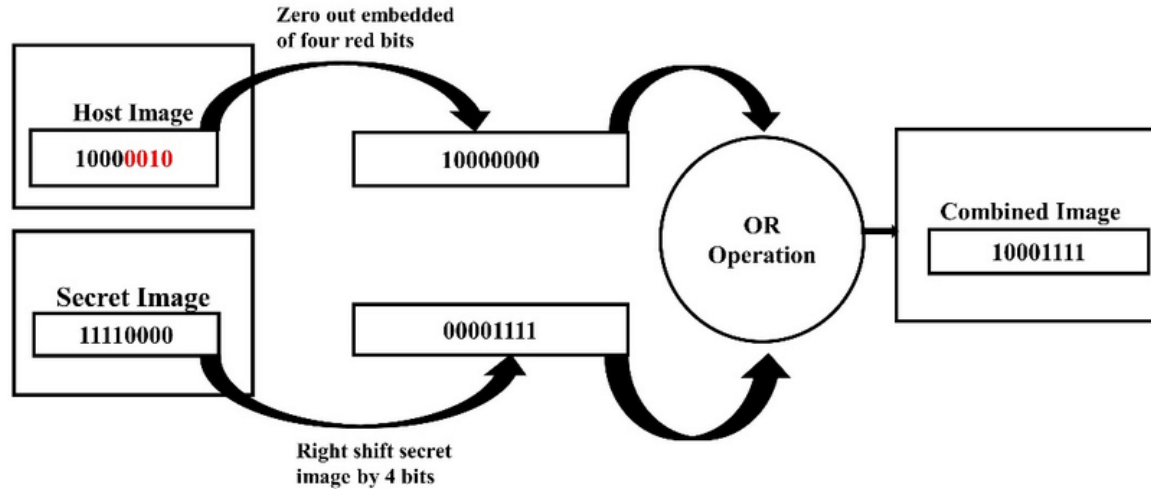 Zero out embedded
of four red bits
Host Image
10000010
10000000
OR
Operation
Combined Image
10001111
Secret Image
11110000
00001111
Right shift secret
image by 4 bits